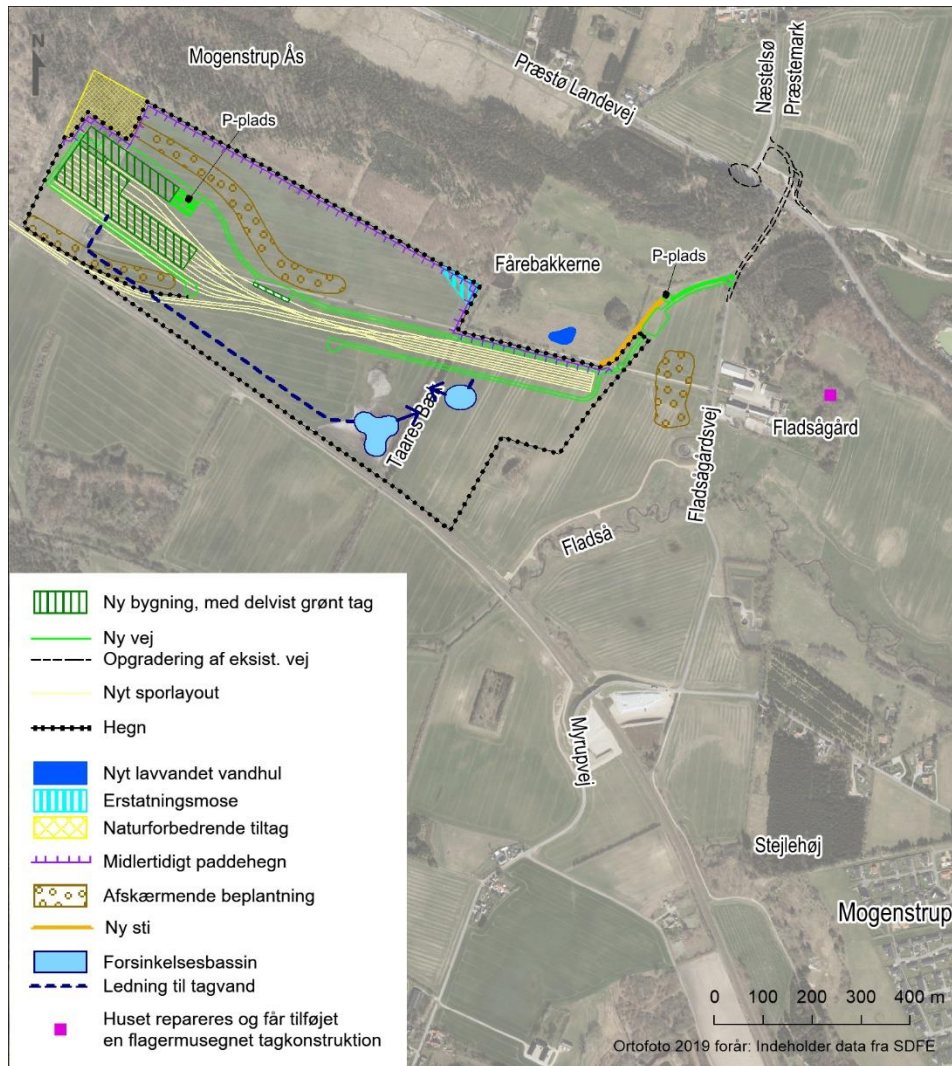 N
Mogenstrup Ås
Præstø Landevej
Næstelsø
Præstemark
P-plads
Fårebakkerne
P-plads
Fladsågård
Taares Bæk
Fladsågårdsvej
Fladså
Myrupvej
Stejlehøj
Mogenstrup
Ny bygning, med delvist grønt tag
Ny vej
Opgradering af eksist. vej
Nyt sporlayout
Hegn
Nyt lavvandet vandhul
Erstatningsmose
Naturforbedrende tiltag
Midlertidigt paddehegn
Afskærmende beplantning
Ny sti
Forsinkelsesbassin
Ledning til tagvand
Huset repareres og får tilføjet
en flagermusegnet tagkonstruktion
0 100 200 300 400 m
Ortofoto 2019 forår: Indeholder data fra SDFE